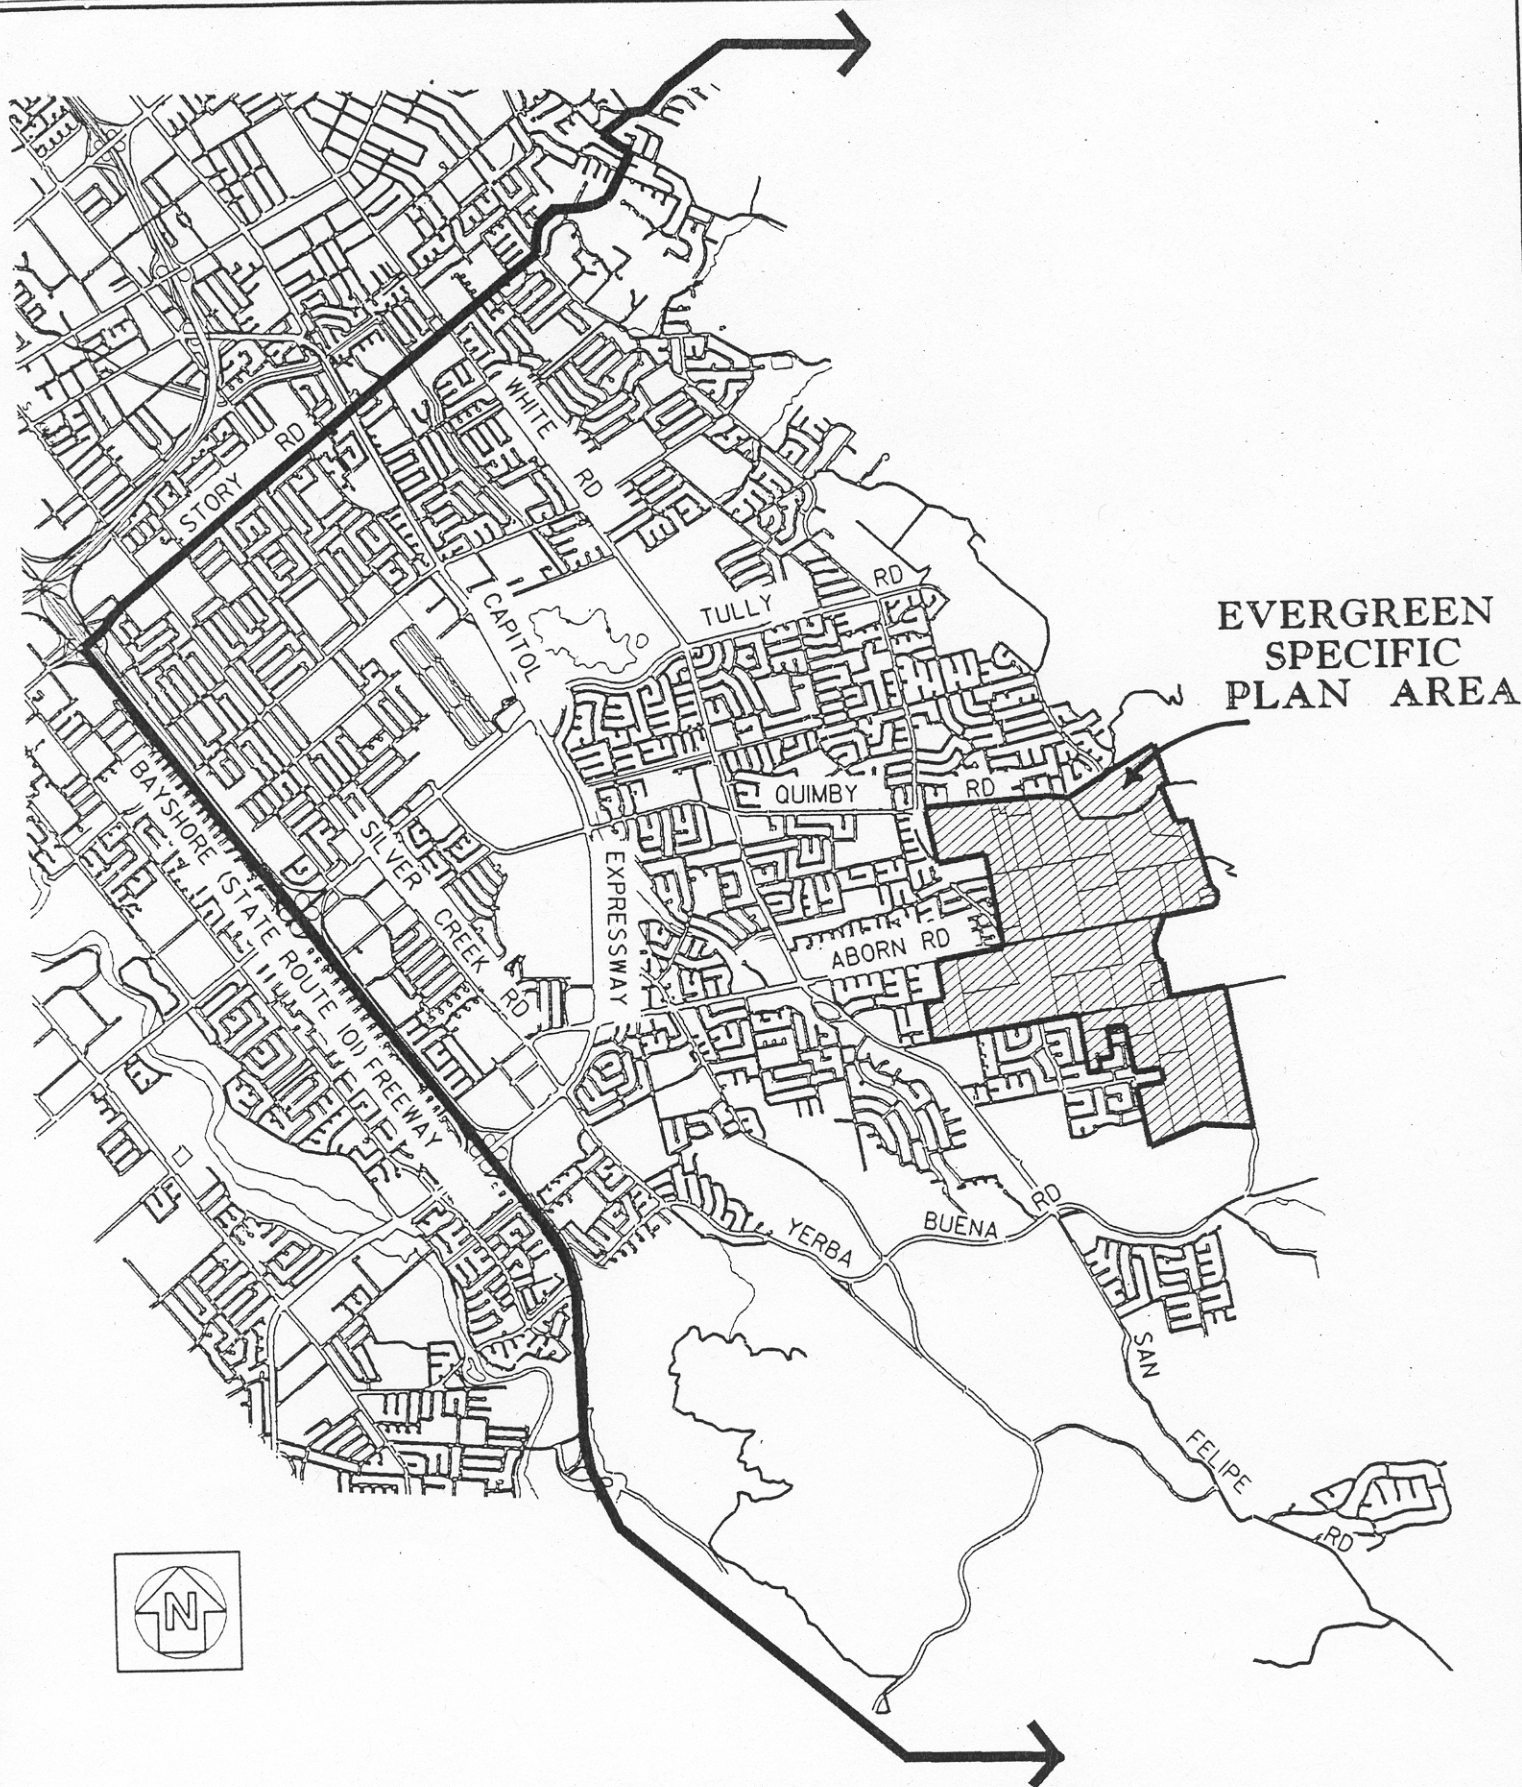 EVERGREEN
SPECIFIC
PLAN AREA
WHITE RD
STORY RD
CAPITOL EXPRESSWAY
TULLY RD
QUIMBY RD
BAYSHORE (STATE ROUTE 101) FREEWAY
SILVER CREEK RD
ABORN RD
YERBA BUENA RD
SAN FELIPE RD
N